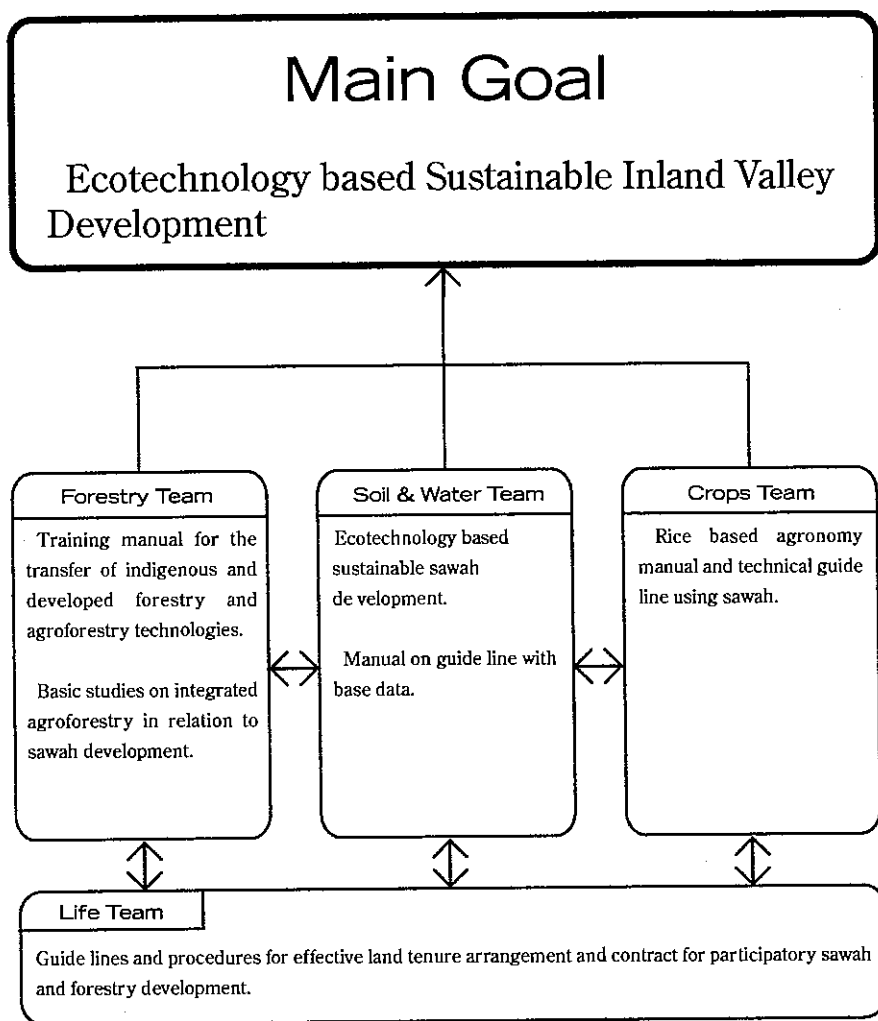 Main Goal
Ecotechnology based Sustainable Inland Valley
Development
Forestry Team
Training manual for the
transfer of indigenous and
developed forestry and
agroforestry technologies.
Basic studies on integrated
agroforestry in relation to
sawah development.
Soil & Water Team
Ecotechnology based
sustainable sawah
de velopment.
Manual on guide line with
base data.
Crops Team
Rice based agronomy
manual and technical guide
line using sawah.
Life Team
Guide lines and procedures for effective land tenure arrangement and contract for participatory sawah
and forestry development.